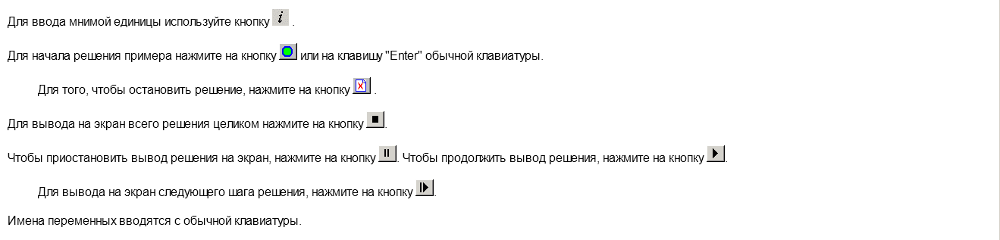 Для ввода мнимой единицы используйте кнопку i .
Для начала решения примера нажмите на кнопку или на клавишу "Enter" обычной клавиатуры.
Для того, чтобы остановить решение, нажмите на кнопку .
Для вывода на экран всего решения целиком нажмите на кнопку .
Чтобы приостановить вывод решения на экран, нажмите на кнопку . Чтобы продолжить вывод решения, нажмите на кнопку .
Для вывода на экран следующего шага решения, нажмите на кнопку .
Имена переменных вводятся с обычной клавиатуры.